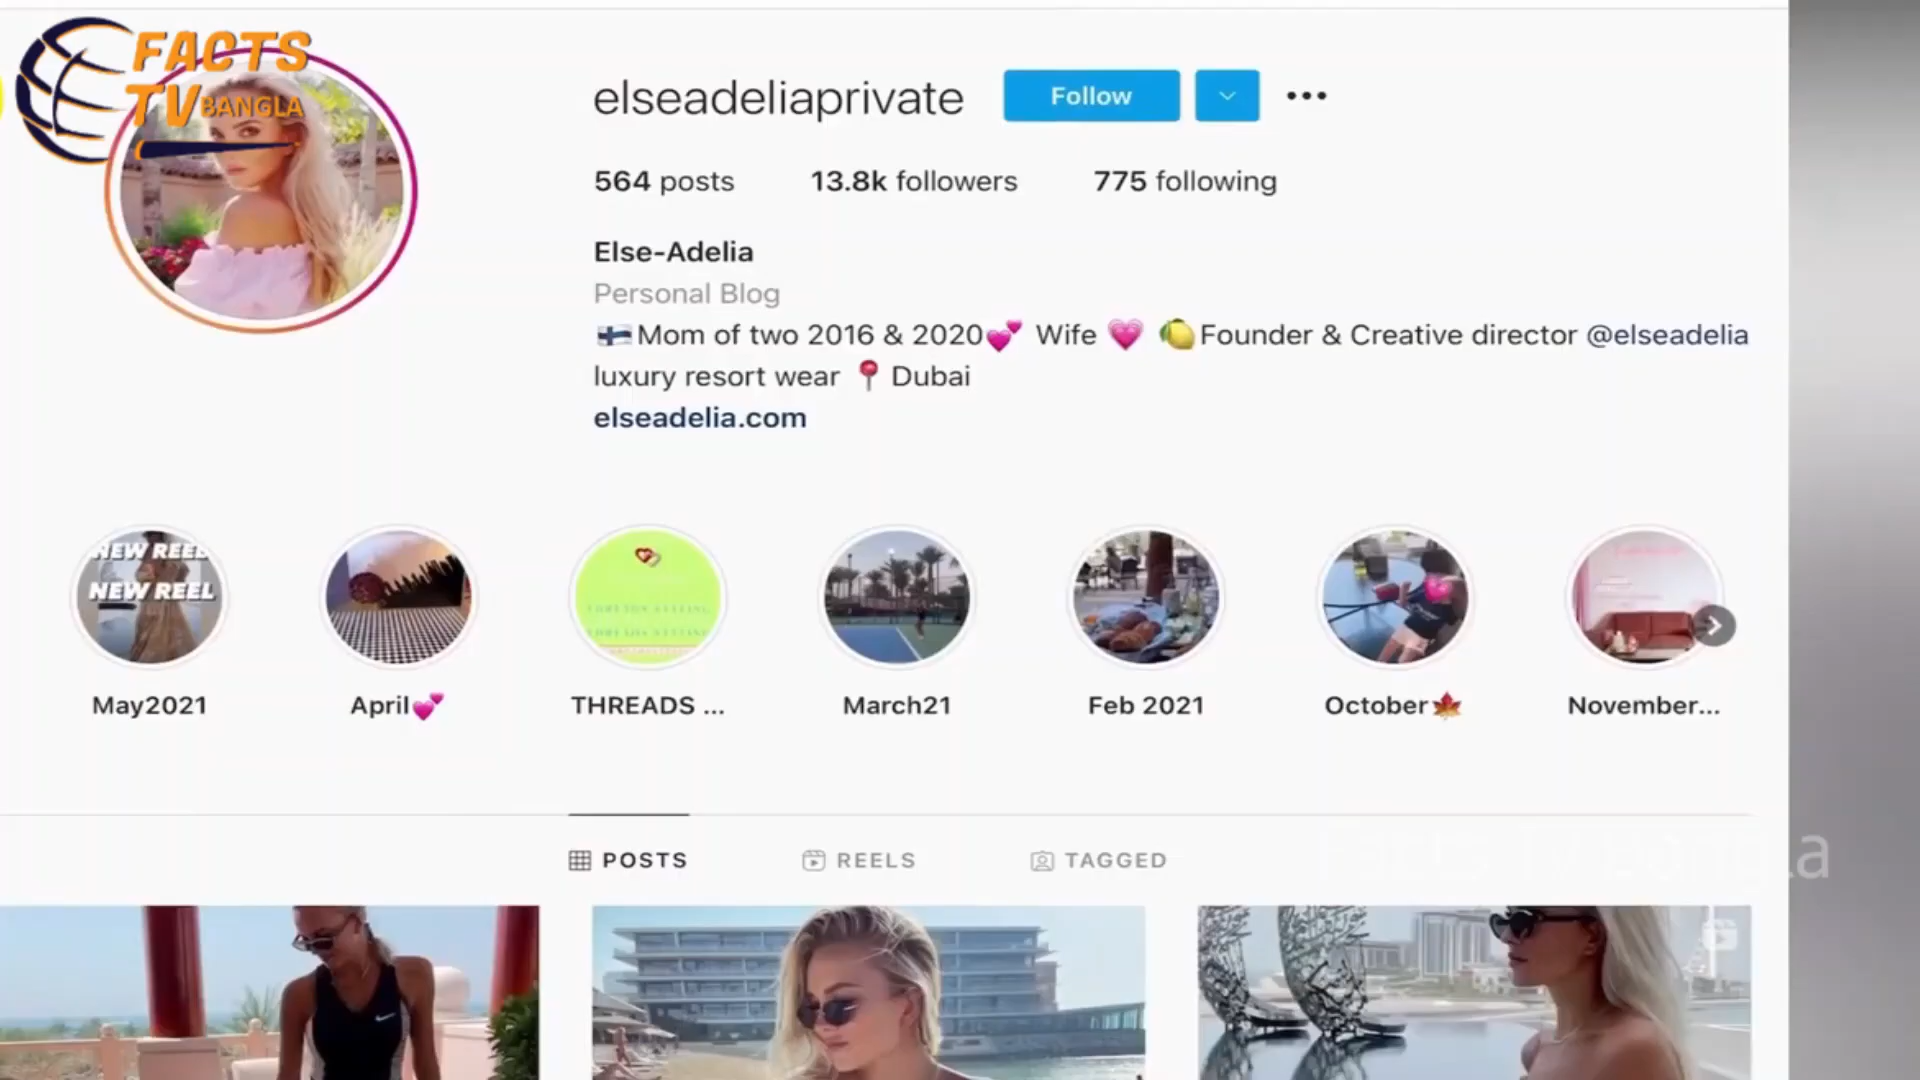 FACTS
TV BANGLA
elseadeliaprivate
Follow
564 posts
13.8k followers
775 following
Else-Adelia
Personal Blog
🇫🇮Mom of two 2016 & 2020💕 Wife 💗 🍋Founder & Creative director @elseadelia
luxury resort wear 📍 Dubai
elseadelia.com
NEW REEL
NEW REEL
May2021
April💕
THREADS ...
March21
Feb 2021
October🍁
November...
POSTS
REELS
TAGGED